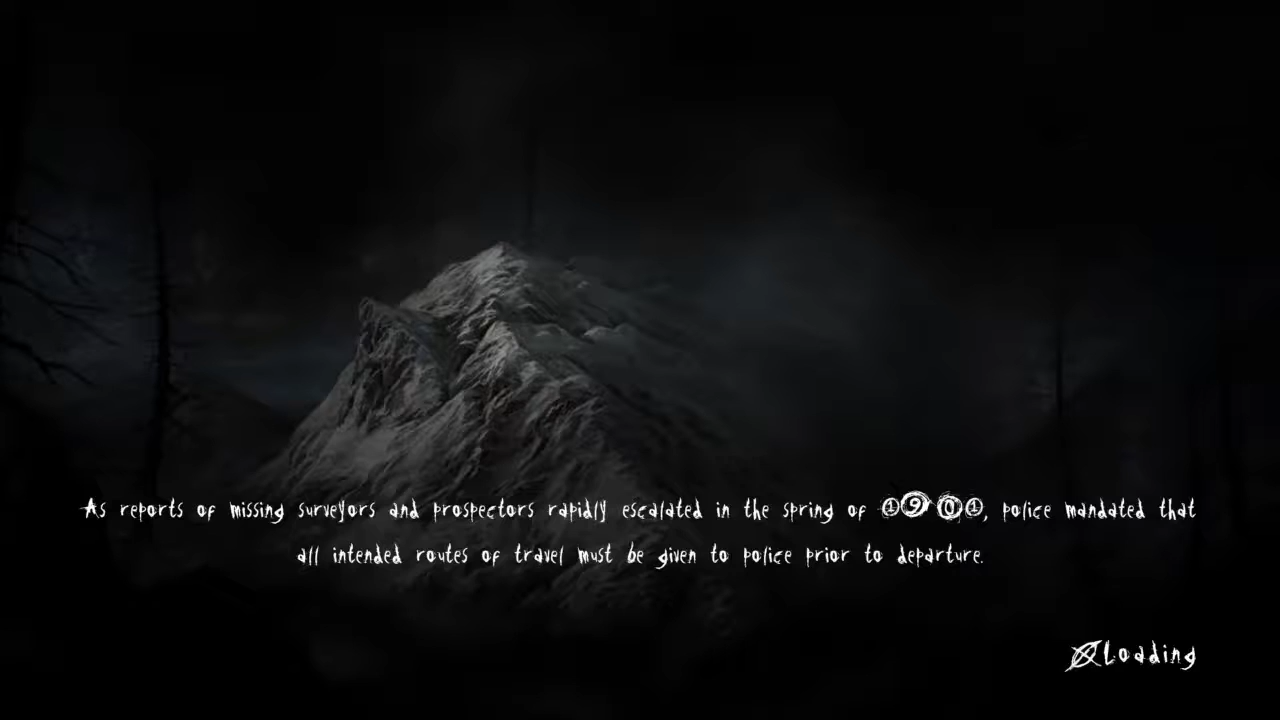 As reports of missing surveyors and prospectors rapidly escalated in the spring of 1901, police mandated that
all intended routes of travel must be given to police prior to departure.
Loading